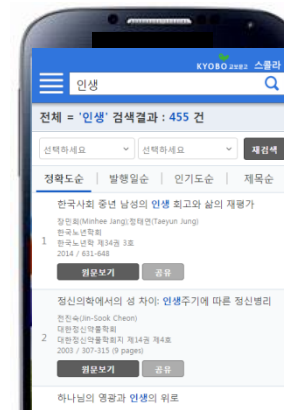 KYOBO 교보문고 스콜라
인생
전체 = '인생' 검색결과 : 455 건
선택하세요 선택하세요 재검색
정확도순 | 발행일순 | 인기도순 | 제목순
한국사회 중년 남성의 인생 회고와 삶의 재평가
장민희(Minhee Jang);정태연(Taeyun Jung)
한국노년학회
1 한국노년학 제34권 3호
2014 / 631-648
원문보기 공유
정신의학에서의 성 차이: 인생주기에 따른 정신병리
전진숙(Jin-Sook Cheon)
대한정신약물학회
2 대한정신약물학회지 제14권 제4호
2003 / 307-315 (9 pages)
원문보기 공유
하나님의 영광과 인생의 위로